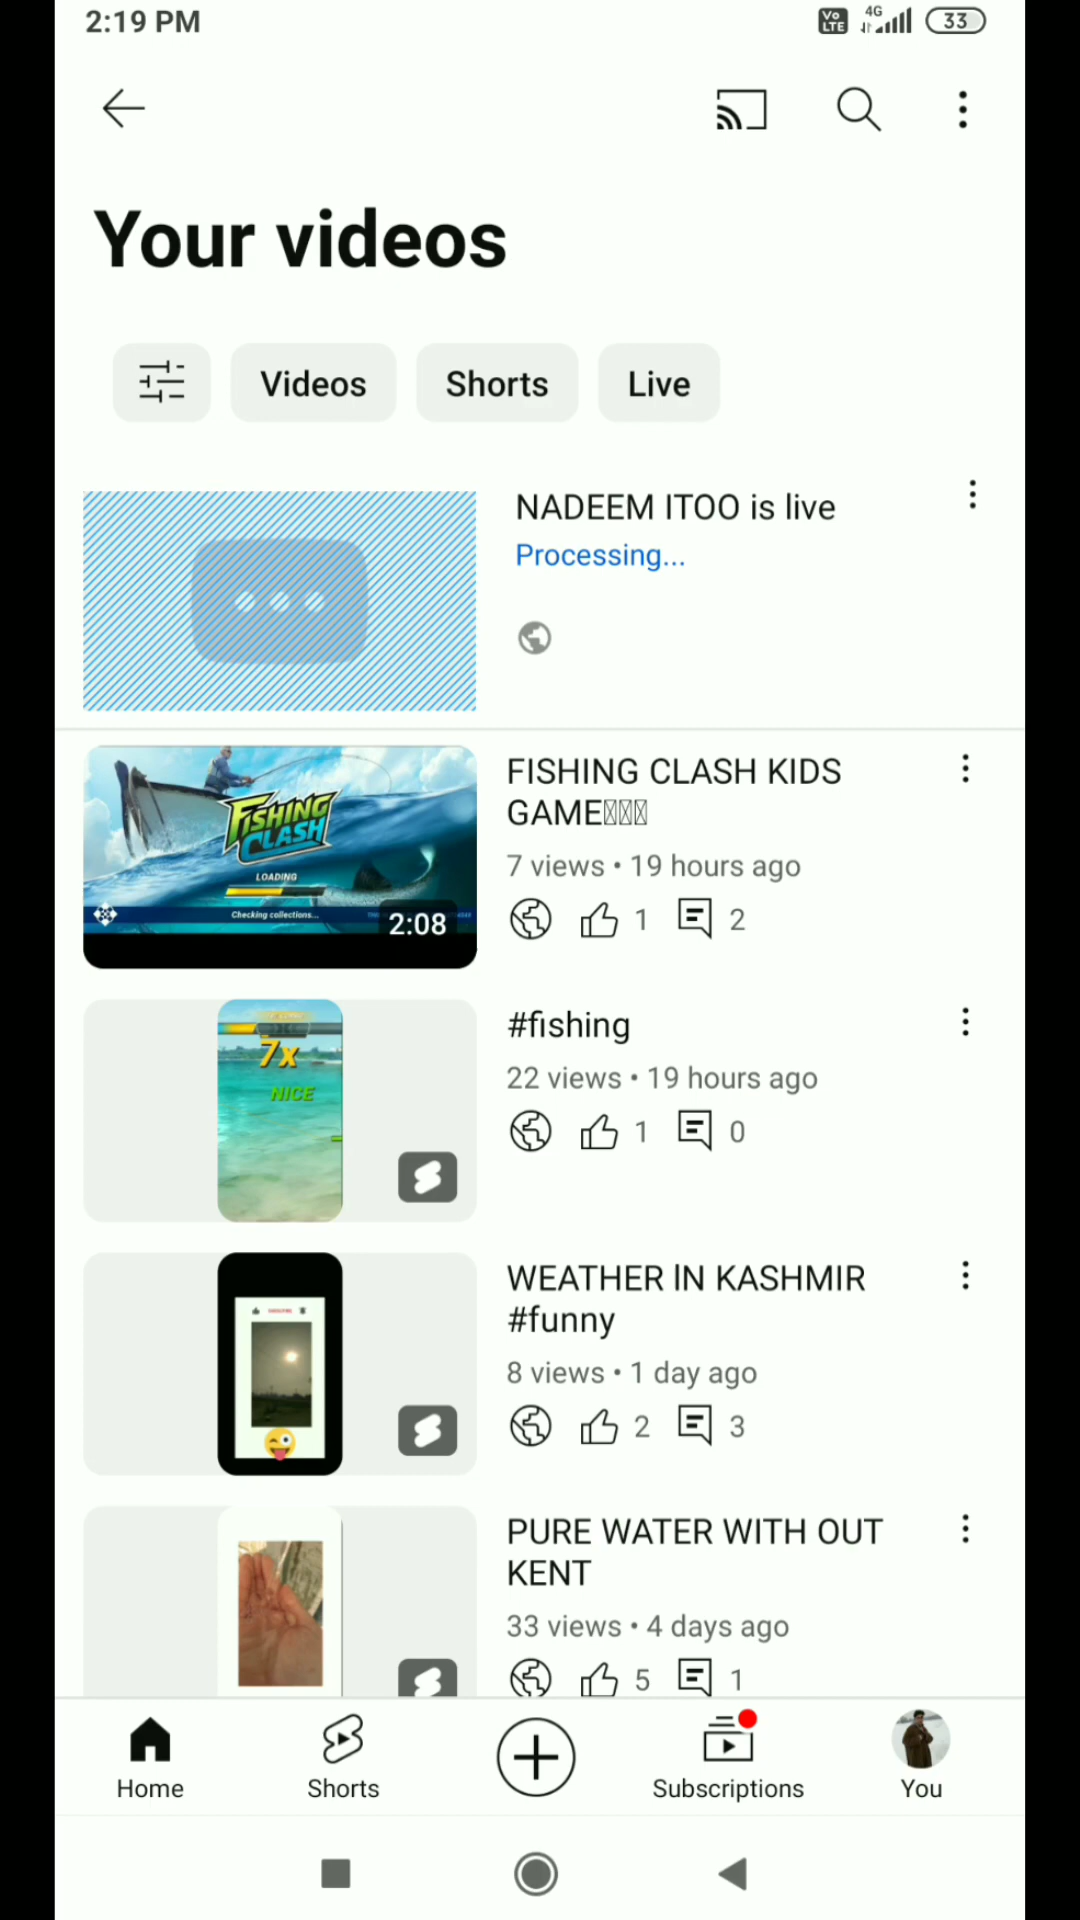 2:19 PM
Vo LTE 4G 33
Your videos
Videos Shorts Live
NADEEM ITOO is live
Processing...
FISHING CLASH
LOADING
Checking collections...
2:08
FISHING CLASH KIDS
GAME
7 views • 19 hours ago
1 2
7x
NICE
#fishing
22 views • 19 hours ago
1 0
WEATHER IN KASHMIR
#funny
8 views • 1 day ago
2 3
PURE WATER WITH OUT
KENT
33 views • 4 days ago
5 1
Home Shorts Subscriptions You